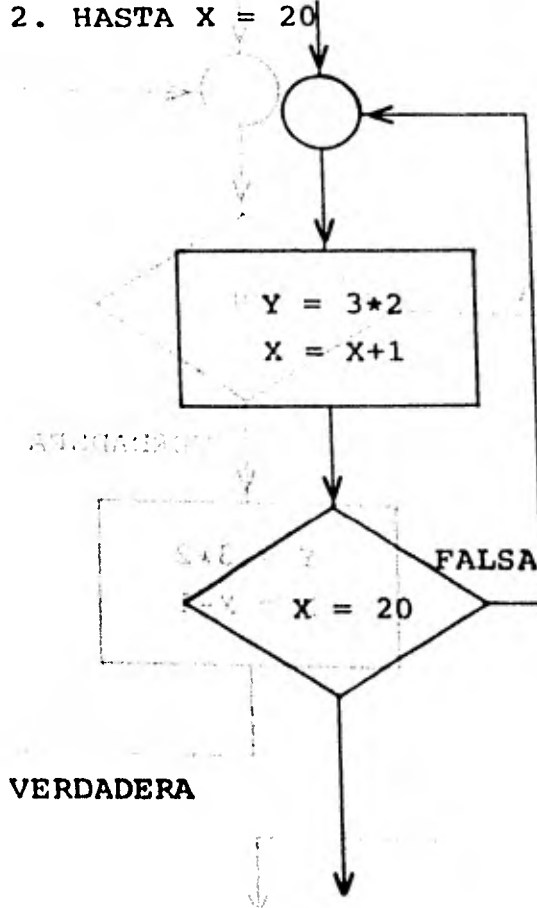 2. HASTA X = 20
Y = 3*2
X = X+1
FALSA
X = 20
VERDADERA